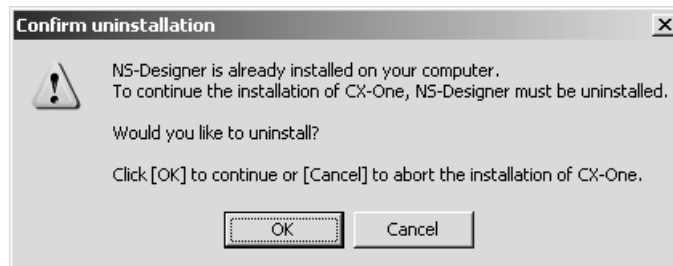 Confirm uninstallation
NS-Designer is already installed on your computer.
To continue the installation of CX-One, NS-Designer must be uninstalled.
Would you like to uninstall?
Click [OK] to continue or [Cancel] to abort the installation of CX-One.
OK
Cancel